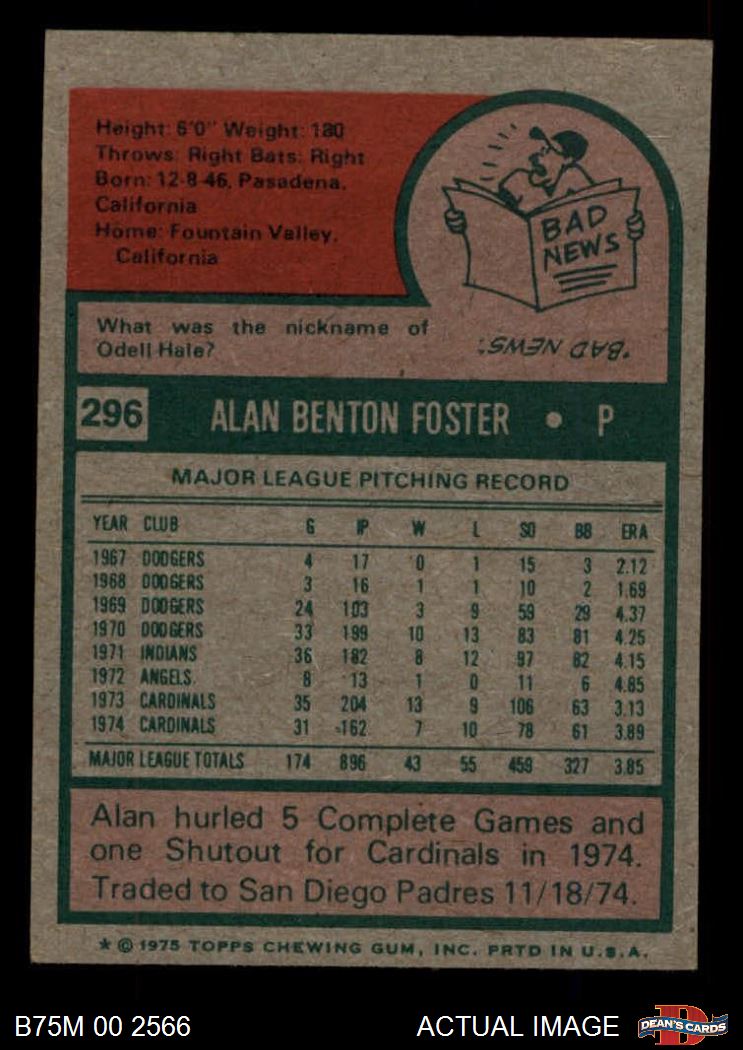 Height: 6'0" Weight: 180
Throws: Right Bats: Right
Born: 12-8-46, Pasadena,
California
Home: Fountain Valley,
California
BAD
NEWS
What was the nickname of
Odell Hale?
"BAD NEWS."
296 ALAN BENTON FOSTER • P
MAJOR LEAGUE PITCHING RECORD
YEAR CLUB G IP W L SO BB ERA
1967 DODGERS 4 17 0 1 15 3 2.12
1968 DODGERS 3 16 1 1 10 2 1.69
1969 DODGERS 24 103 3 9 59 29 4.37
1970 DODGERS 33 199 10 13 83 81 4.25
1971 INDIANS 36 182 8 12 97 82 4.15
1972 ANGELS 8 13 1 0 11 6 4.85
1973 CARDINALS 35 204 13 9 106 63 3.13
1974 CARDINALS 31 162 7 10 78 61 3.89
MAJOR LEAGUE TOTALS 174 896 43 55 459 327 3.85
Alan hurled 5 Complete Games and
one Shutout for Cardinals in 1974.
Traded to San Diego Padres 11/18/74.
★ © 1975 TOPPS CHEWING GUM, INC. PRTD IN U.S.A.
B75M 00 2566 ACTUAL IMAGE
D
DEAN'S CARDS